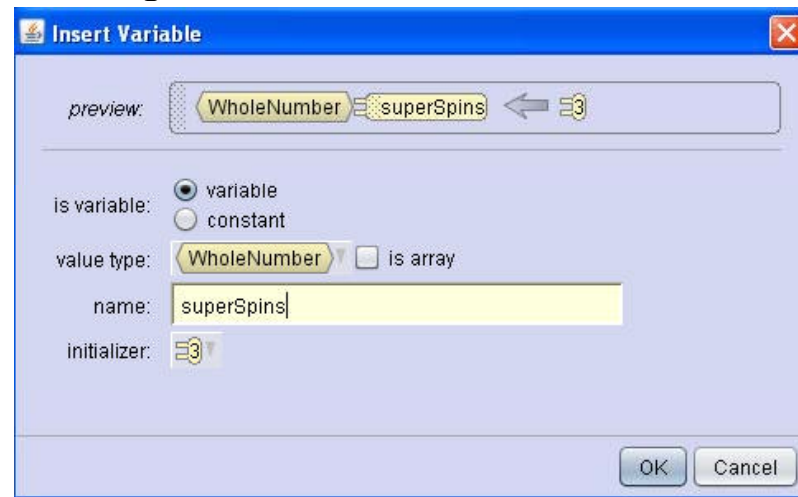 Insert Variable
preview: WholeNumber superSpins 3
is variable: variable
constant
value type: WholeNumber is array
name: superSpins
initializer: 3
OK Cancel